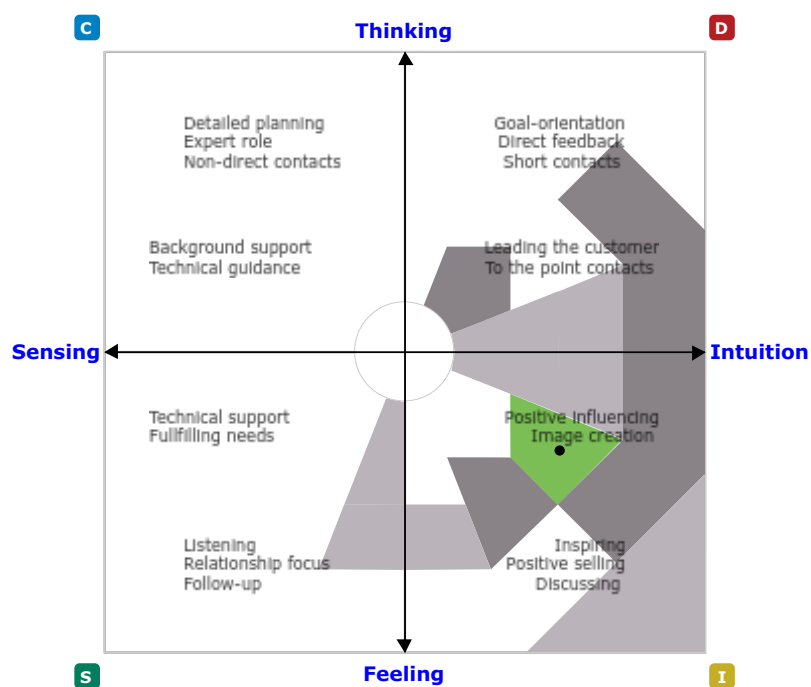 C
Thinking
D
Detailed planning
Expert role
Non-direct contacts
Goal-orientation
Direct feedback
Short contacts
Background support
Technical guidance
Leading the customer
To the point contacts
Sensing
Intuition
Technical support
Fullfilling needs
Positive influencing
Image creation
Listening
Relationship focus
Follow-up
Inspiring
Positive selling
Discussing
S
Feeling
I